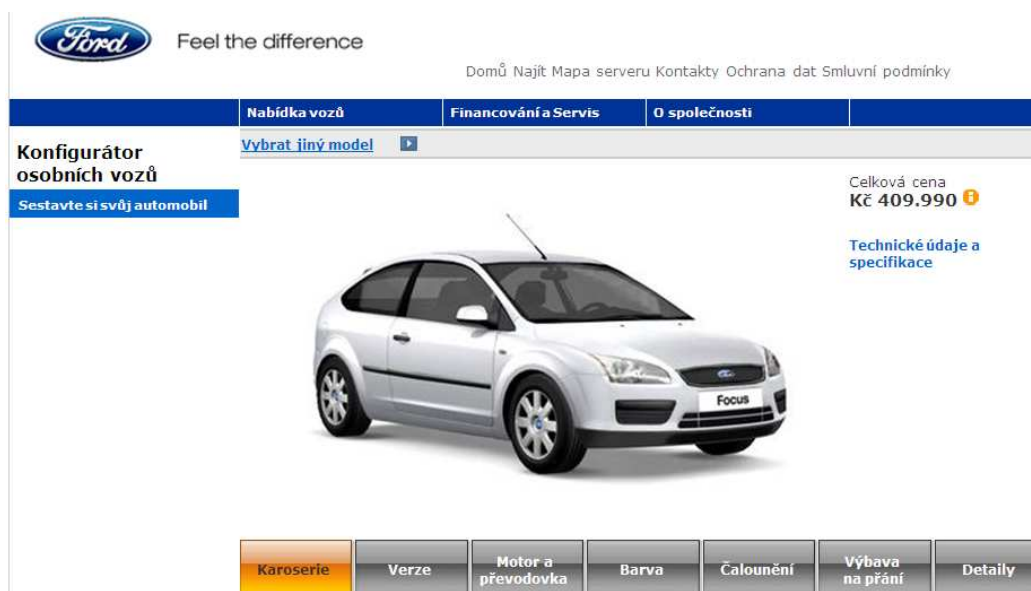 Ford
Feel the difference
Domů Najít Mapa serveru Kontakty Ochrana dat Smluvní podmínky
Nabídka vozů
Financování a Servis
O společnosti
Konfigurátor
osobních vozů
Sestavte si svůj automobil
Vybrat jiný model
Celková cena
Kč 409.990
Technické údaje a
specifikace
Focus
Karoserie
Verze
Motor a
převodovka
Barva
Čalounění
Výbava
na přání
Detaily